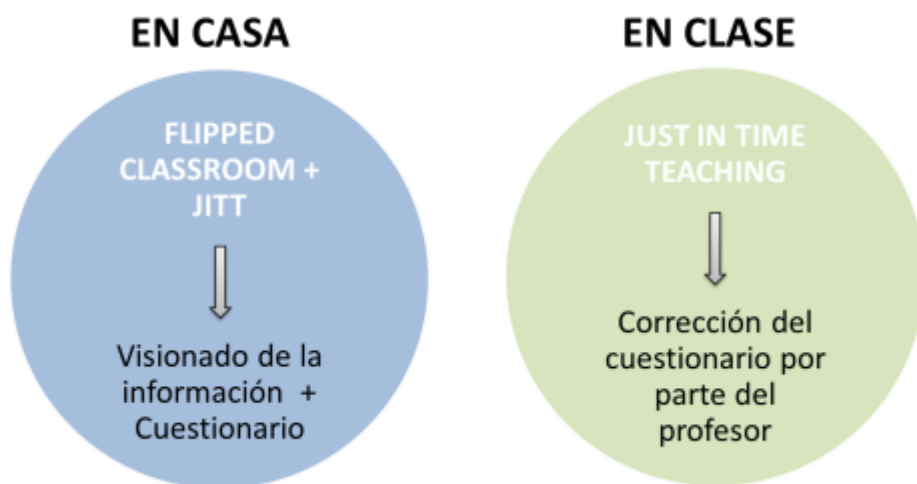 EN CASA
FLIPPED
CLASSROOM +
JITT
Visionado de la
información +
Cuestionario
EN CLASE
JUST IN TIME
TEACHING
Corrección del
cuestionario por
parte del
profesor